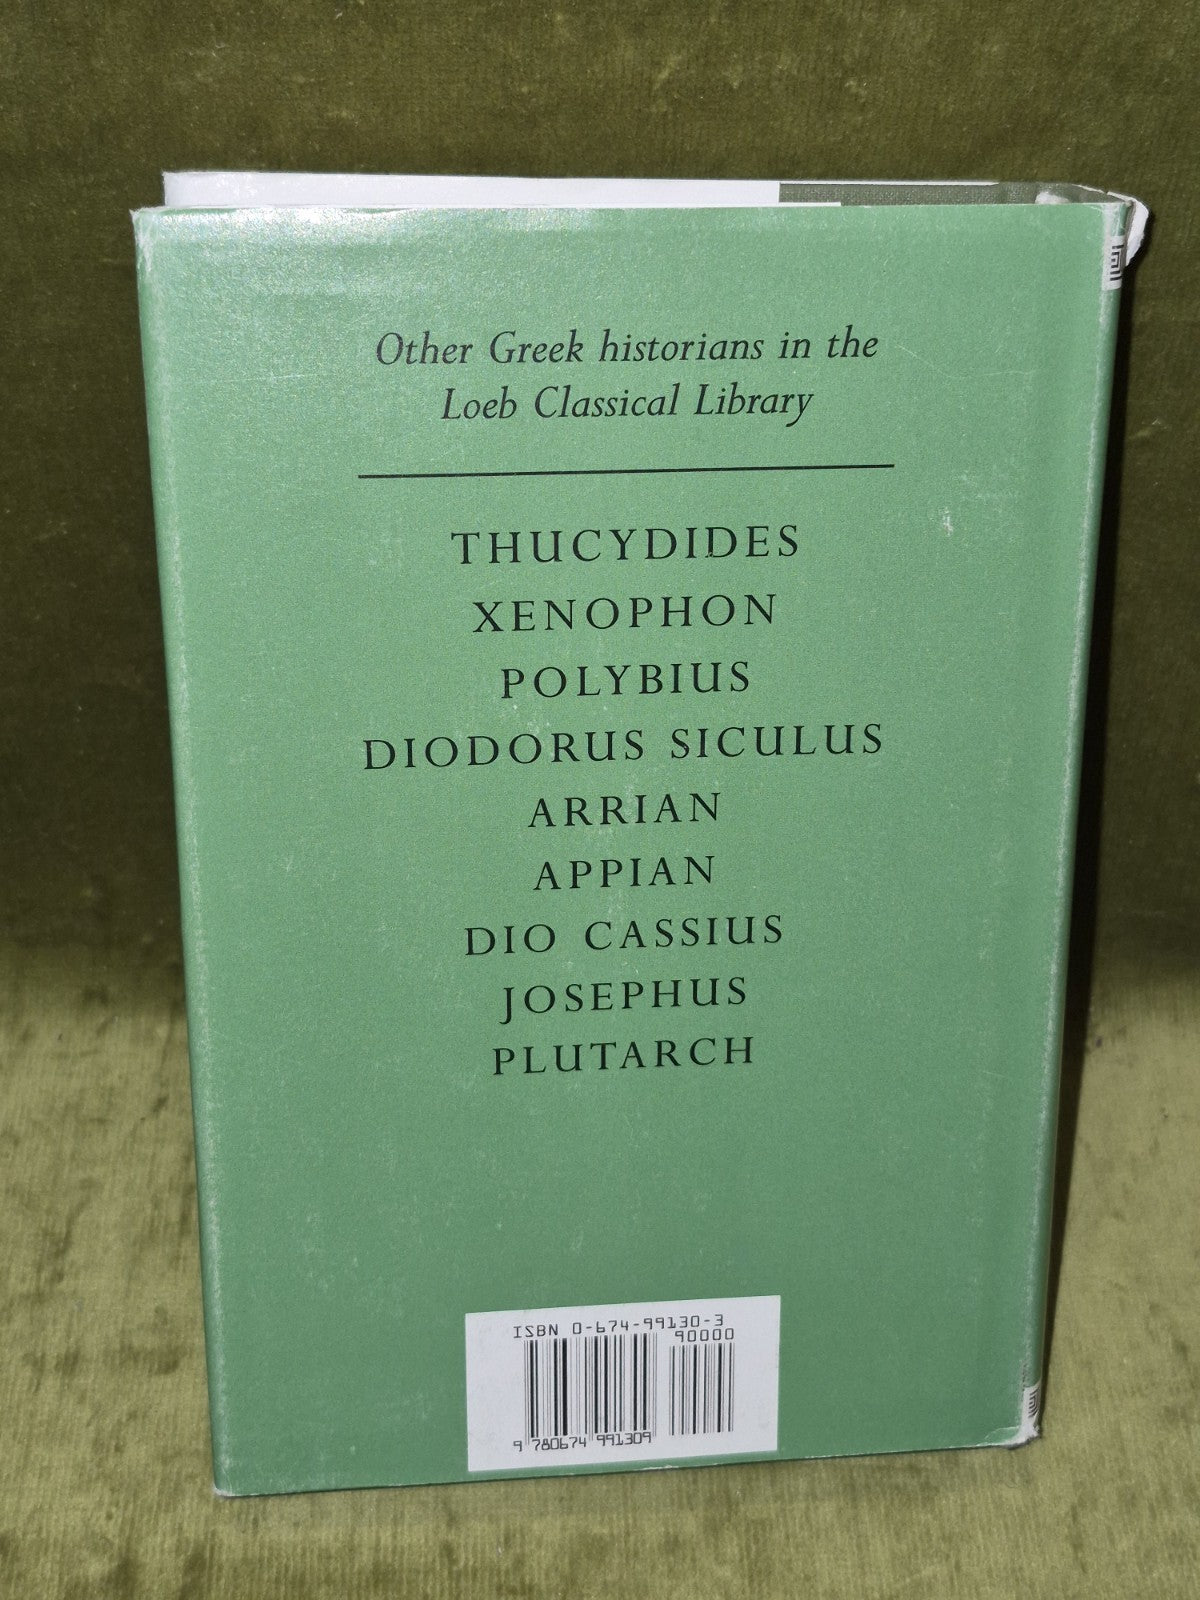 Other Greek historians in the
Loeb Classical Library
THUCYDIDES
XENOPHON
POLYBIUS
DIODORUS SICULUS
ARRIAN
APPIAN
DIO CASSIUS
JOSEPHUS
PLUTARCH
ISBN 0-674-99130-3
90000
9 780674 991309